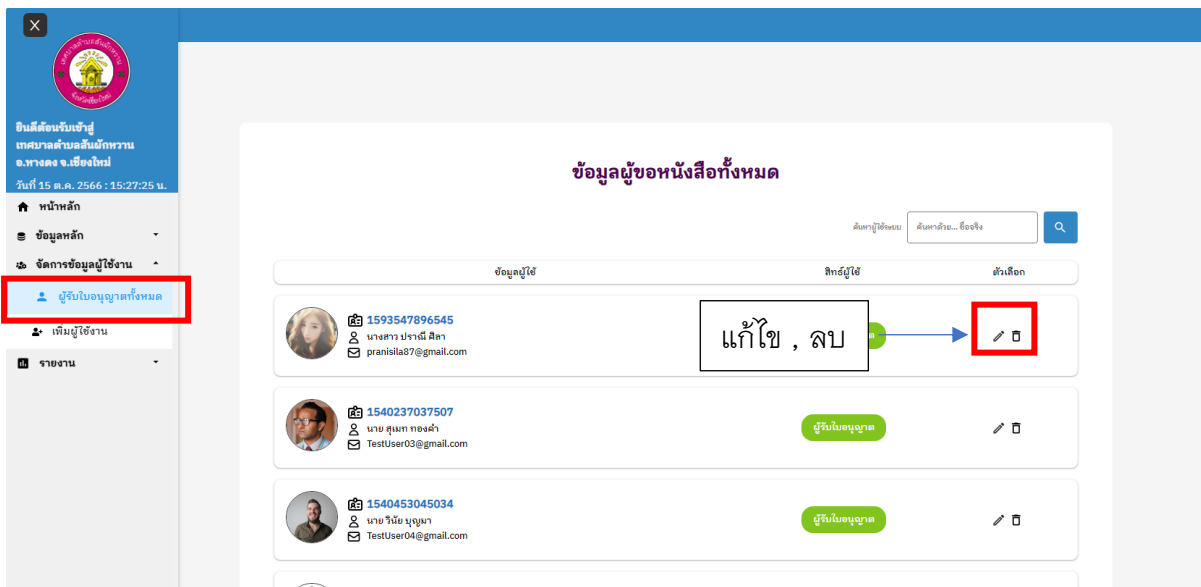 X
ยินดีต้อนรับเข้าสู่
เทศบาลตำบลสันผักหวาน
อ.หางดง จ.เชียงใหม่
วันที่ 15 ต.ค. 2566 : 15:27:25 น.
หน้าหลัก
ข้อมูลหลัก
จัดการข้อมูลผู้ใช้งาน
ผู้รับใบอนุญาตทั้งหมด
เพิ่มผู้ใช้งาน
รายงาน
ข้อมูลผู้ขอหนังสือทั้งหมด
ค้นหาผู้ใช้ระบบ ค้นหาด้วย... ชื่อจริง
ข้อมูลผู้ใช้ สิทธ์ผู้ใช้ ตัวเลือก
1593547896545
นางสาว ปราณี ศิลา
pranisila87@gmail.com
แก้ไข , ลบ
1540237037507
นาย สุเมท ทองคำ
TestUser03@gmail.com
ผู้รับใบอนุญาต
1540453045034
นาย วินัย บุญมา
TestUser04@gmail.com
ผู้รับใบอนุญาต